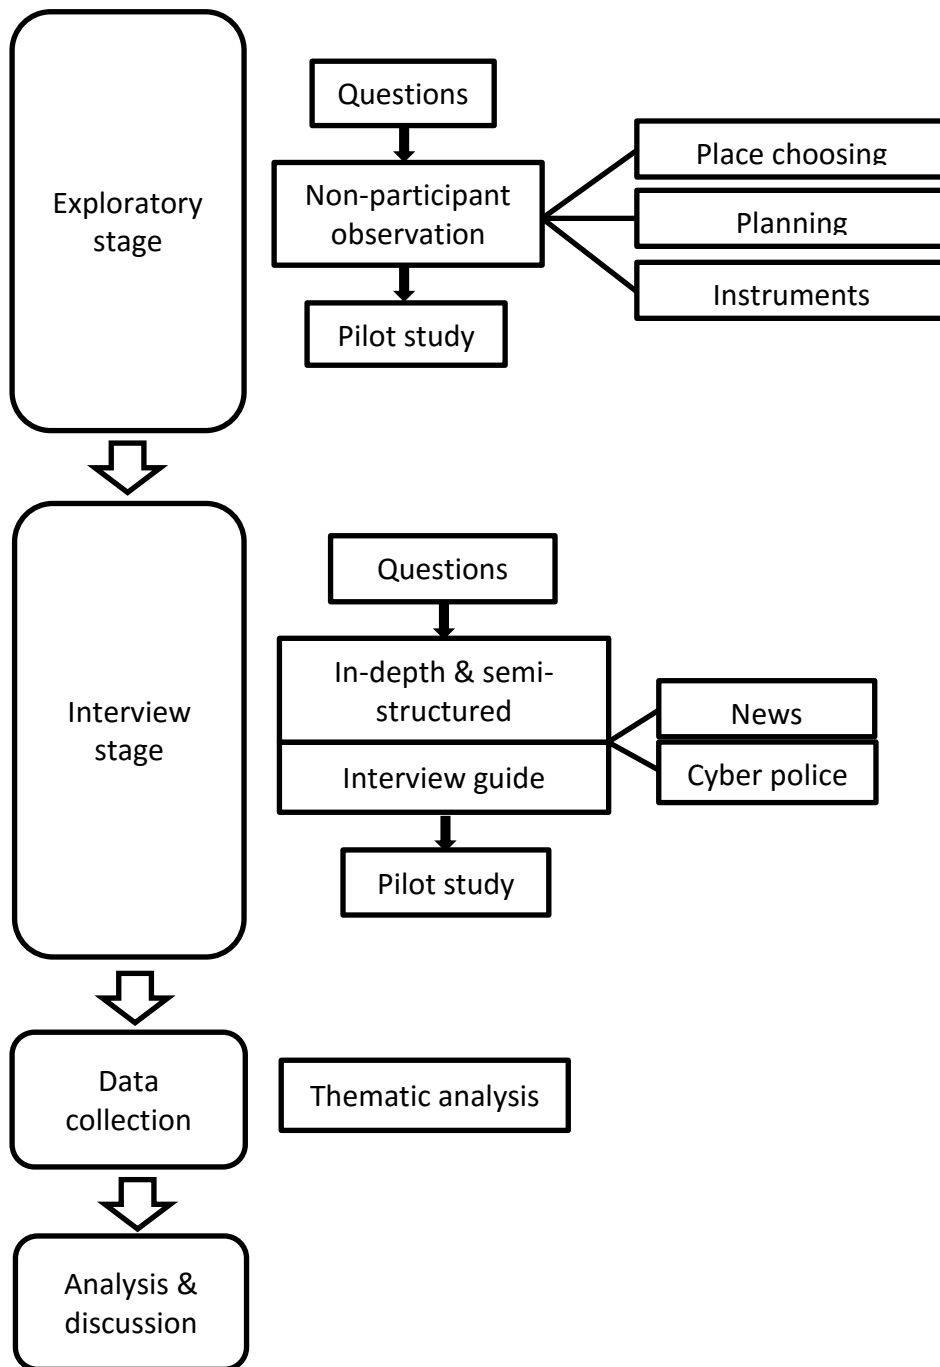 Exploratory
stage
Questions
Non-participant
observation
Pilot study
Place choosing
Planning
Instruments
Interview
stage
Questions
In-depth & semi-
structured
Interview guide
Pilot study
News
Cyber police
Data
collection
Thematic analysis
Analysis &
discussion